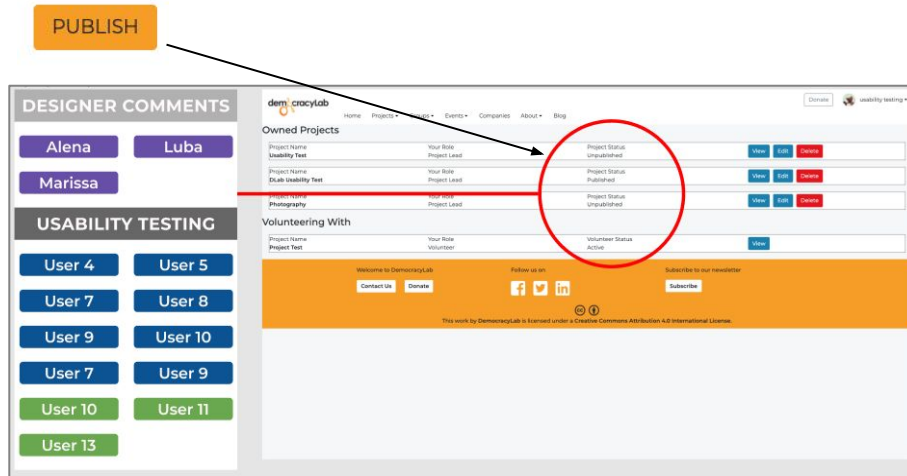 PUBLISH
DESIGNER COMMENTS
Alena Luba
Marissa
USABILITY TESTING
User 4 User 5
User 7 User 8
User 9 User 10
User 7 User 9
User 10 User 11
User 13
democracylab
Donate usability testing
Home Projects Groups Events Companies About Blog
Owned Projects
Project Name Your Role Project Status
Usability Test Project Lead Unpublished View Edit Delete
Project Name Your Role Project Status
DLab Usability Test Project Lead Published View Edit Delete
Project Name Your Role Project Status
Photography Project Lead Unpublished View Edit Delete
Volunteering With
Project Name Your Role Volunteer Status
Project Test Volunteer Active View
Welcome to DemocracyLab Follow us on Subscribe to our newsletter
Contact Us Donate Subscribe
This work by DemocracyLab is licensed under a Creative Commons Attribution 4.0 International License.